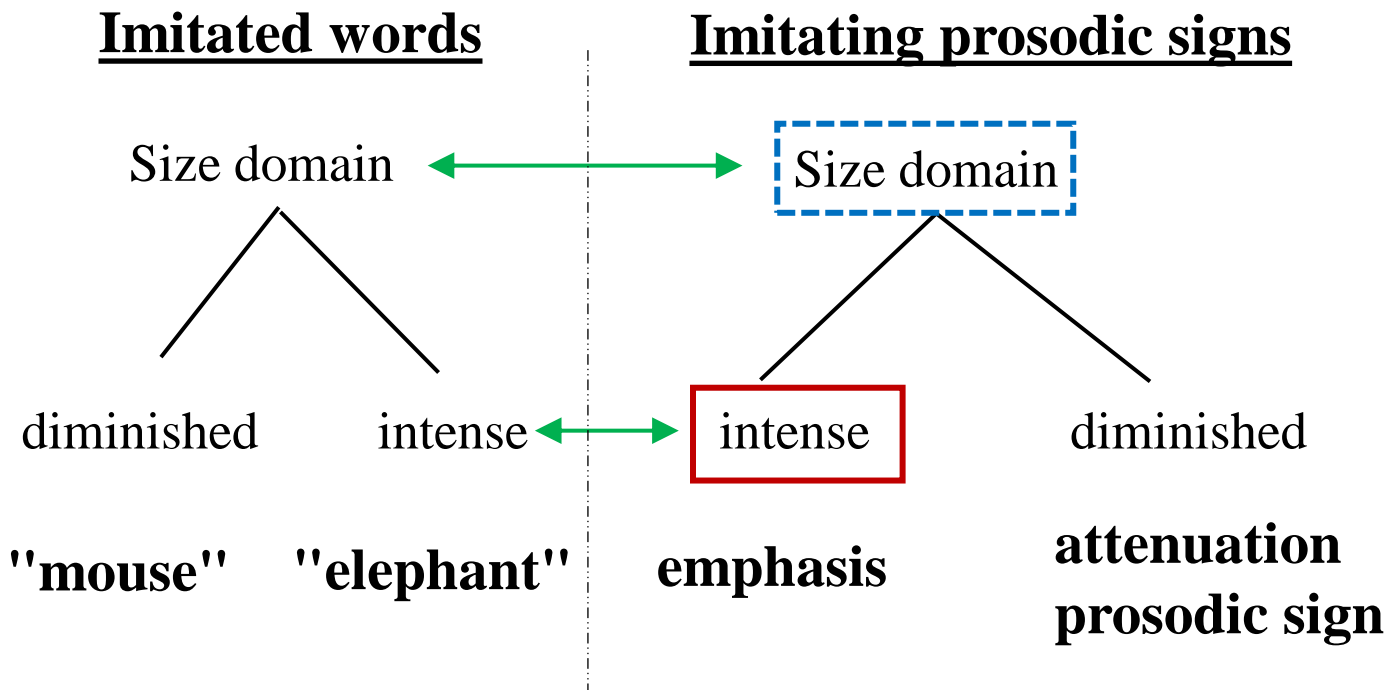 Imitated words
Imitating prosodic signs
Size domain
Size domain
diminished
intense
intense
diminished
"mouse"
"elephant"
emphasis
attenuation
prosodic sign